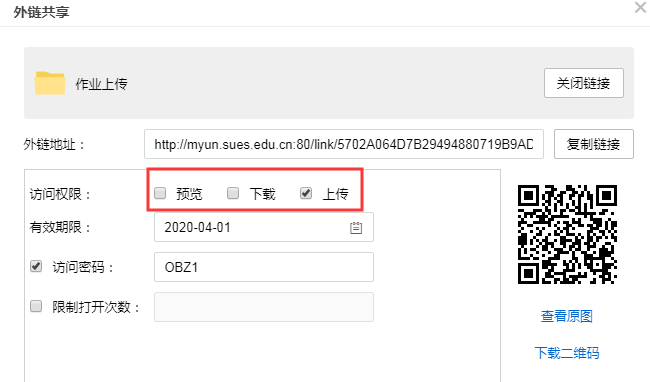 外链共享
作业上传
关闭链接
外链地址：
http://myun.sues.edu.cn:80/link/5702A064D7B29494880719B9AD
复制链接
访问权限： 预览 下载 上传
有效期限： 2020-04-01
访问密码： OBZ1
限制打开次数：
查看原图
下载二维码